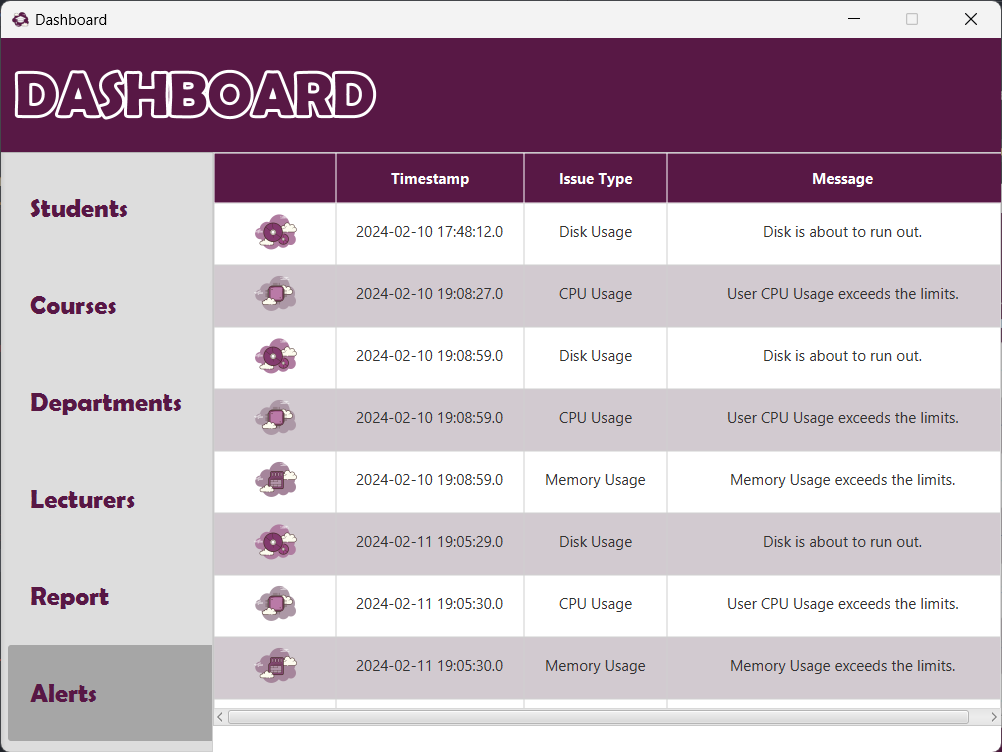 Dashboard
DASHBOARD
Students
Courses
Departments
Lecturers
Report
Alerts
Timestamp Issue Type Message
2024-02-10 17:48:12.0 Disk Usage Disk is about to run out.
2024-02-10 19:08:27.0 CPU Usage User CPU Usage exceeds the limits.
2024-02-10 19:08:59.0 Disk Usage Disk is about to run out.
2024-02-10 19:08:59.0 CPU Usage User CPU Usage exceeds the limits.
2024-02-10 19:08:59.0 Memory Usage Memory Usage exceeds the limits.
2024-02-11 19:05:29.0 Disk Usage Disk is about to run out.
2024-02-11 19:05:30.0 CPU Usage User CPU Usage exceeds the limits.
2024-02-11 19:05:30.0 Memory Usage Memory Usage exceeds the limits.